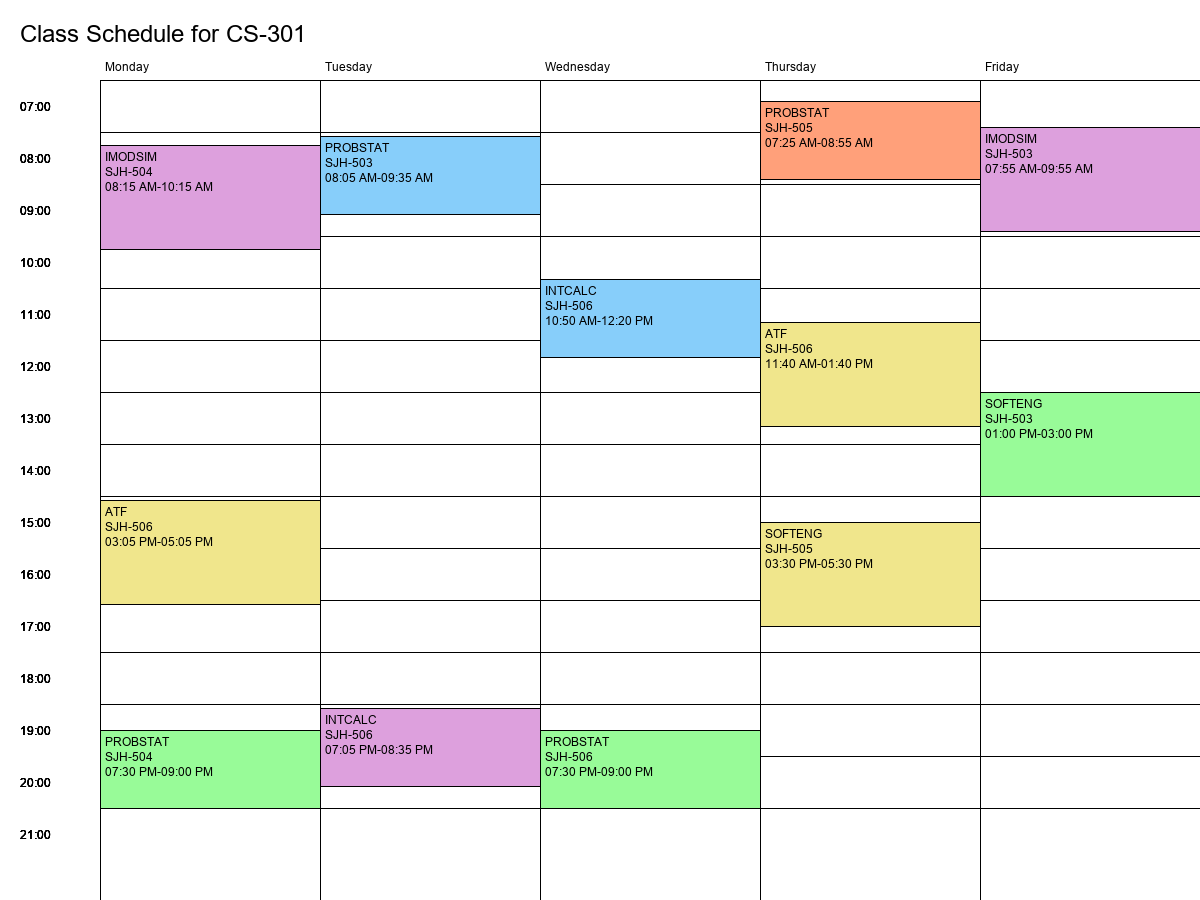 Class Schedule for CS-301
Monday
Tuesday
Wednesday
Thursday
Friday
07:00
08:00
09:00
10:00
11:00
12:00
13:00
14:00
15:00
16:00
17:00
18:00
19:00
20:00
21:00
IMODSIM
SJH-504
08:15 AM-10:15 AM
ATF
SJH-506
03:05 PM-05:05 PM
PROBSTAT
SJH-504
07:30 PM-09:00 PM
PROBSTAT
SJH-503
08:05 AM-09:35 AM
INTCALC
SJH-506
07:05 PM-08:35 PM
INTCALC
SJH-506
10:50 AM-12:20 PM
PROBSTAT
SJH-506
07:30 PM-09:00 PM
PROBSTAT
SJH-505
07:25 AM-08:55 AM
ATF
SJH-506
11:40 AM-01:40 PM
SOFTENG
SJH-505
03:30 PM-05:30 PM
IMODSIM
SJH-503
07:55 AM-09:55 AM
SOFTENG
SJH-503
01:00 PM-03:00 PM